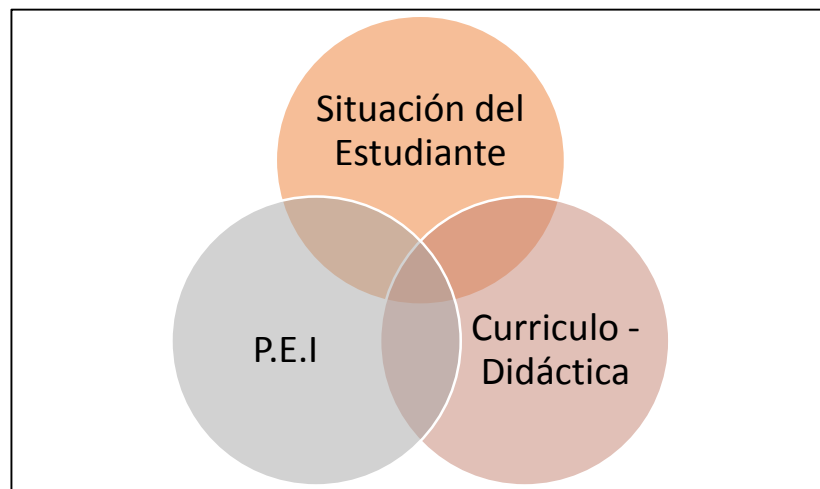 Situación del
Estudiante
P.E.I
Curriculo -
Didáctica